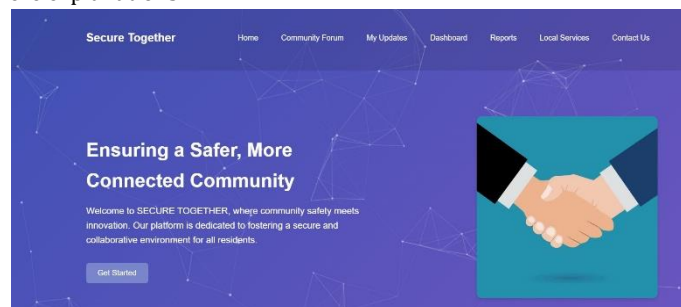 Secure Together
Home Community Forum My Updates Dashboard Reports Local Services Contact Us
Ensuring a Safer, More
Connected Community
Welcome to SECURE TOGETHER, where community safety meets
innovation. Our platform is dedicated to fostering a secure and
collaborative environment for all residents.
Get Started